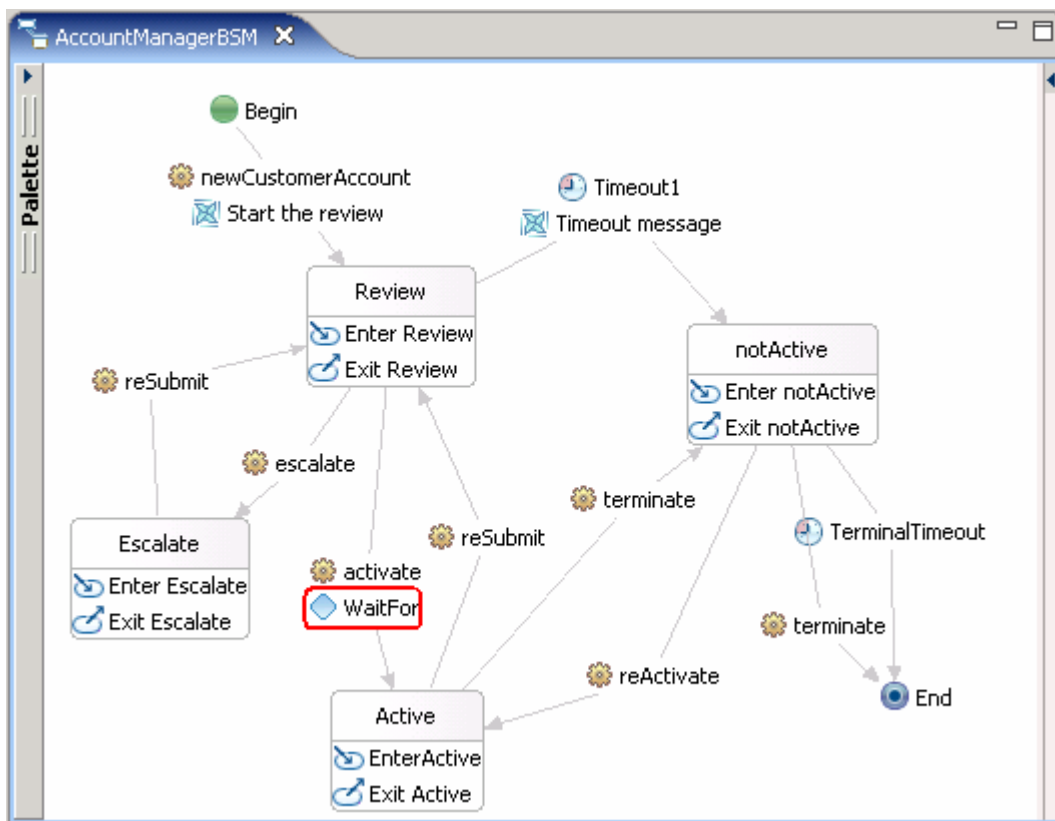 AccountManagerBSM
Palette
Begin
newCustomerAccount
Start the review
Timeout1
Timeout message
Review
Enter Review
Exit Review
notActive
Enter notActive
Exit notActive
reSubmit
escalate
terminate
Escalate
Enter Escalate
Exit Escalate
reSubmit
TerminalTimeout
activate
WaitFor
terminate
reActivate
End
Active
EnterActive
Exit Active